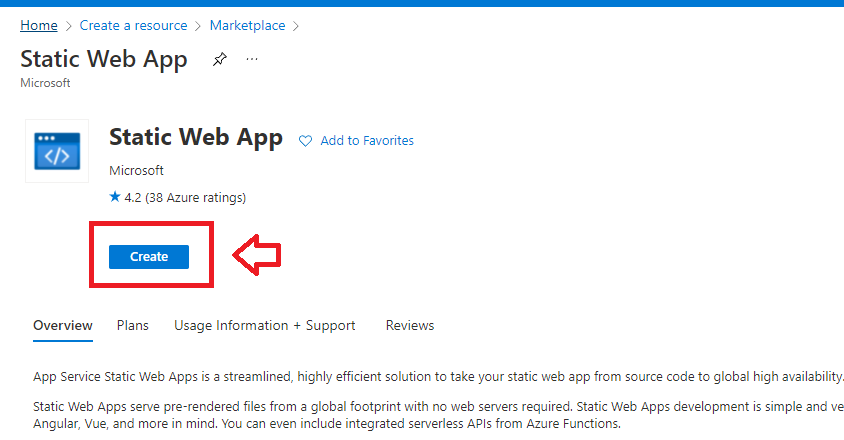 Home > Create a resource > Marketplace >
Static Web App ...
Microsoft
Static Web App Add to Favorites
Microsoft
4.2 (38 Azure ratings)
Create
Overview Plans Usage Information + Support Reviews
App Service Static Web Apps is a streamlined, highly efficient solution to take your static web app from source code to global high availability.
Static Web Apps serve pre-rendered files from a global footprint with no web servers required. Static Web Apps development is simple and ve
Angular, Vue, and more in mind. You can even include integrated serverless APIs from Azure Functions.